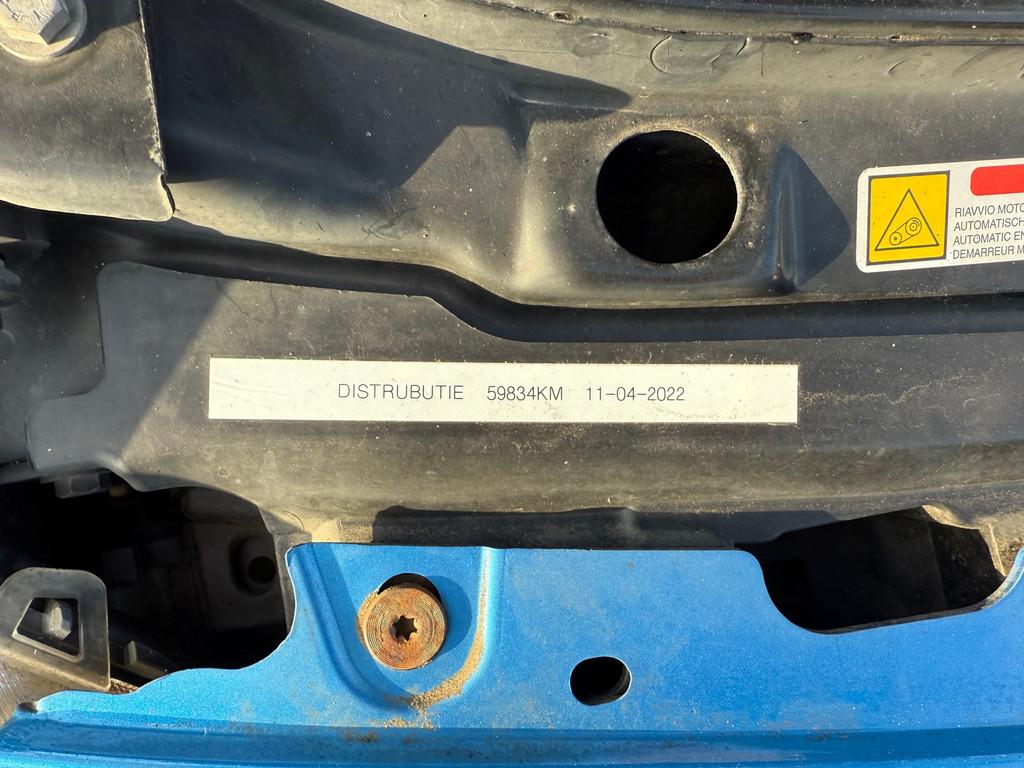 DISTRUBUTIE 59834KM 11-04-2022
RIAVVIO MOTO
AUTOMATISCH
AUTOMATIC EN
DEMARREUR M